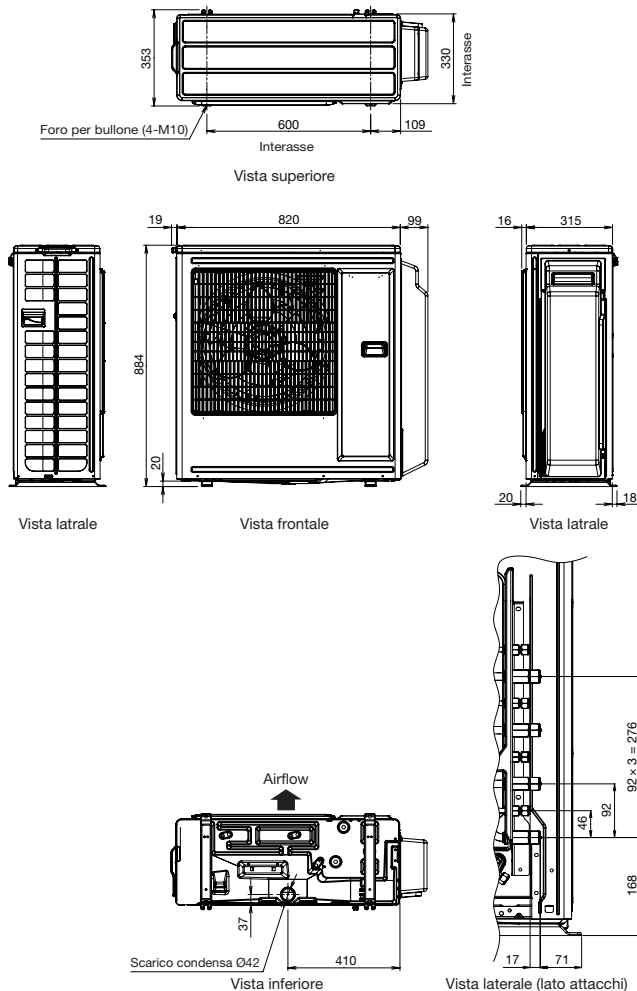 353
330
Interasse
Foro per bullone (4-M10)
600
109
Interasse
Vista superiore
19
820
99
16
315
884
20
20
18
Vista latrale
Vista frontale
Vista latrale
Airflow
92 × 3 = 276
92
46
168
37
Scarico condensa Ø42
410
17
71
Vista inferiore
Vista laterale (lato attacchi)